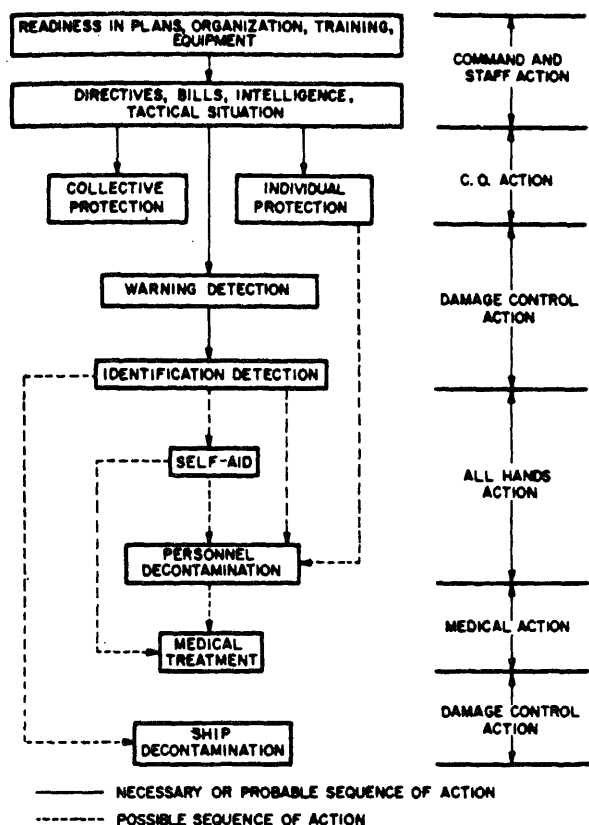 READINESS IN PLANS, ORGANIZATION, TRAINING,
EQUIPMENT
COMMAND AND
STAFF ACTION
DIRECTIVES, BILLS, INTELLIGENCE,
TACTICAL SITUATION
COLLECTIVE
PROTECTION
INDIVIDUAL
PROTECTION
C.O. ACTION
WARNING DETECTION
DAMAGE CONTROL
ACTION
IDENTIFICATION DETECTION
SELF-AID
ALL HANDS
ACTION
PERSONNEL
DECONTAMINATION
MEDICAL
TREATMENT
MEDICAL ACTION
SHIP
DECONTAMINATION
DAMAGE CONTROL
ACTION
NECESSARY OR PROBABLE SEQUENCE OF ACTION
POSSIBLE SEQUENCE OF ACTION